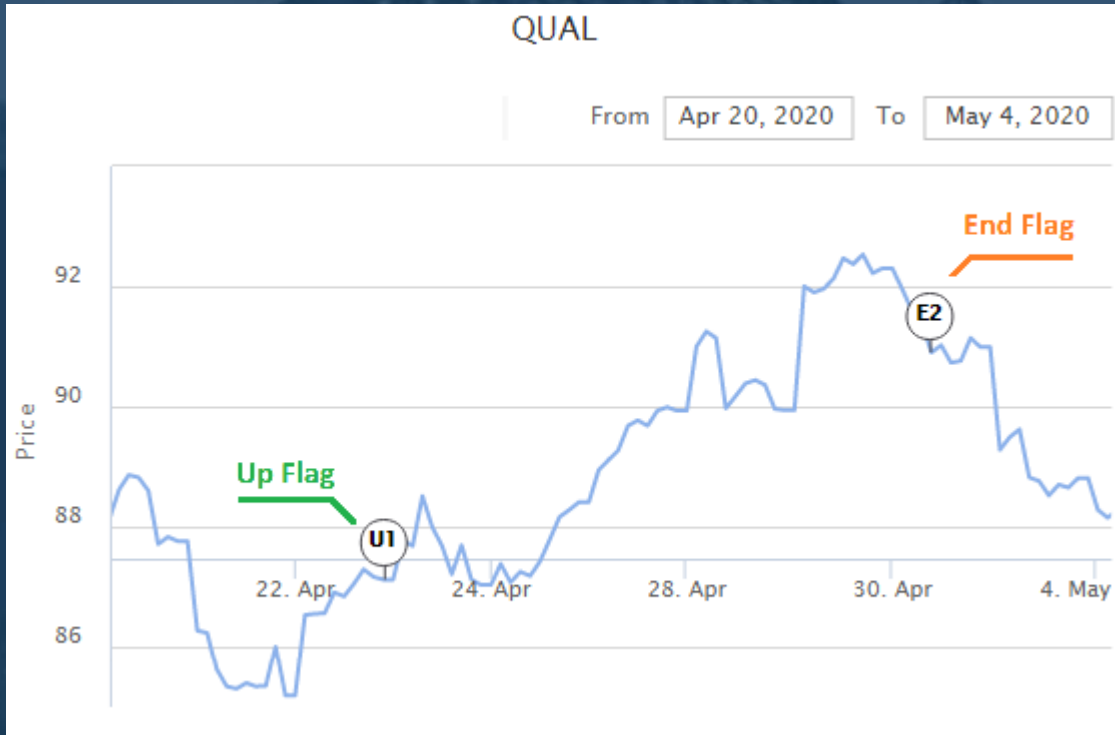 QUAL
From Apr 20, 2020 To May 4, 2020
End Flag
92
E2
90
Price
Up Flag
88
U1
22. Apr 24. Apr 28. Apr 30. Apr 4. May
86